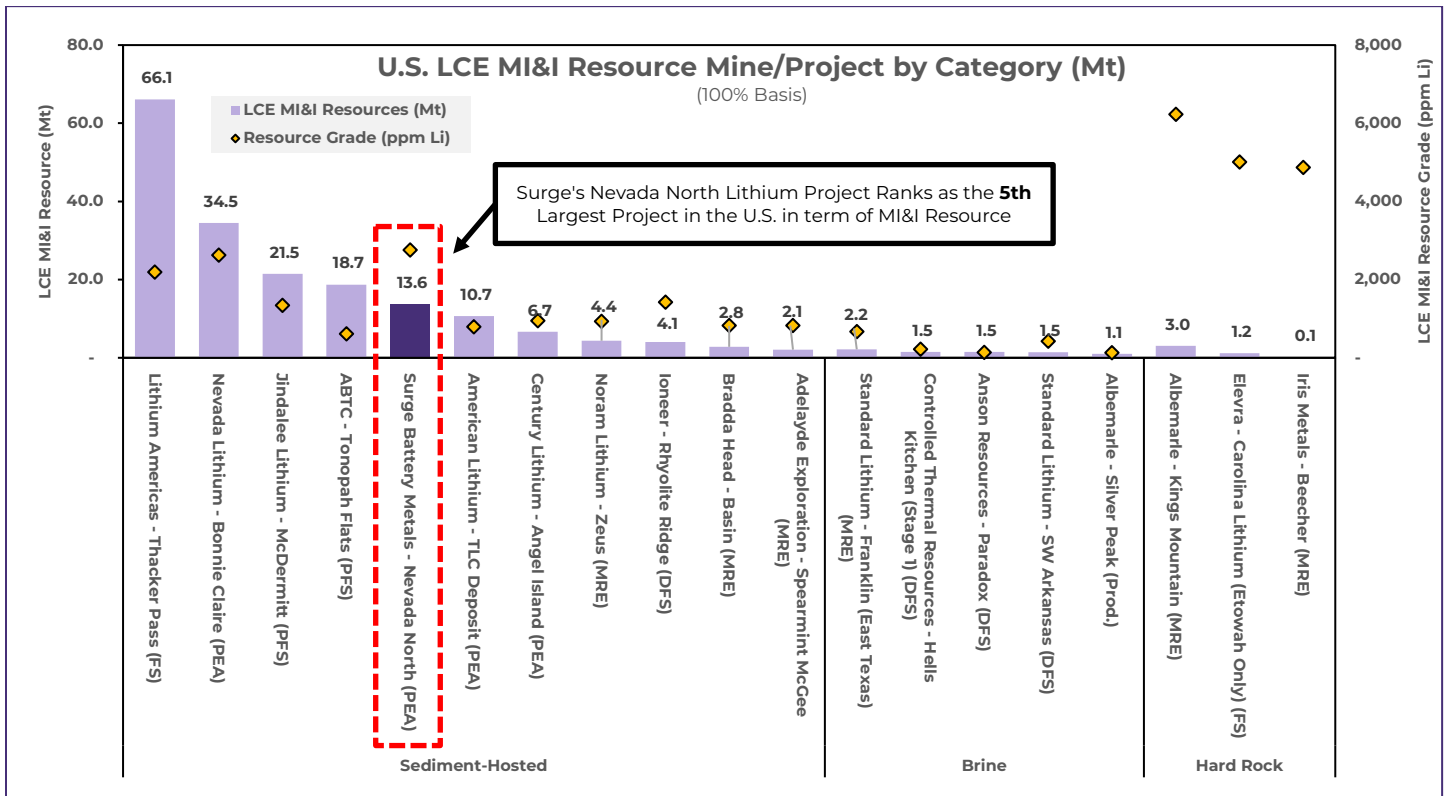 U.S. LCE MI&I Resource Mine/Project by Category (Mt)
(100% Basis)
LCE MI&I Resources (Mt)
Resource Grade (ppm Li)
Surge's Nevada North Lithium Project Ranks as the 5th
Largest Project in the U.S. in term of MI&I Resource
LCE MI&I Resource (Mt)
80.0
60.0
40.0
20.0
-
LCE MI&I Resource Grade (ppm Li)
8,000
6,000
4,000
2,000
-
66.1
34.5
21.5
18.7
13.6
10.7
6.7
4.4
4.1
2.8
2.1
2.2
1.5
1.5
1.5
1.1
3.0
1.2
0.1
Lithium Americas - Thacker Pass (FS)
Nevada Lithium - Bonnie Claire (PEA)
Jindalee Lithium - McDermitt (PFS)
ABTC - Tonopah Flats (PFS)
Surge Battery Metals - Nevada North (PEA)
American Lithium - TLC Deposit (PEA)
Century Lithium - Angel Island (PEA)
Noram Lithium - Zeus (MRE)
Ioneer - Rhyolite Ridge (DFS)
Bradda Head - Basin (MRE)
Adelayde Exploration - Spearmint McGee
(MRE)
Standard Lithium - Franklin (East Texas)
(MRE)
Controlled Thermal Resources - Hells
Kitchen (Stage 1) (DFS)
Anson Resources - Paradox (DFS)
Standard Lithium - SW Arkansas (DFS)
Albemarle - Silver Peak (Prod.)
Albemarle - Kings Mountain (MRE)
Elevra - Carolina Lithium (Etowah Only) (FS)
Iris Metals - Beecher (MRE)
Sediment-Hosted
Brine
Hard Rock